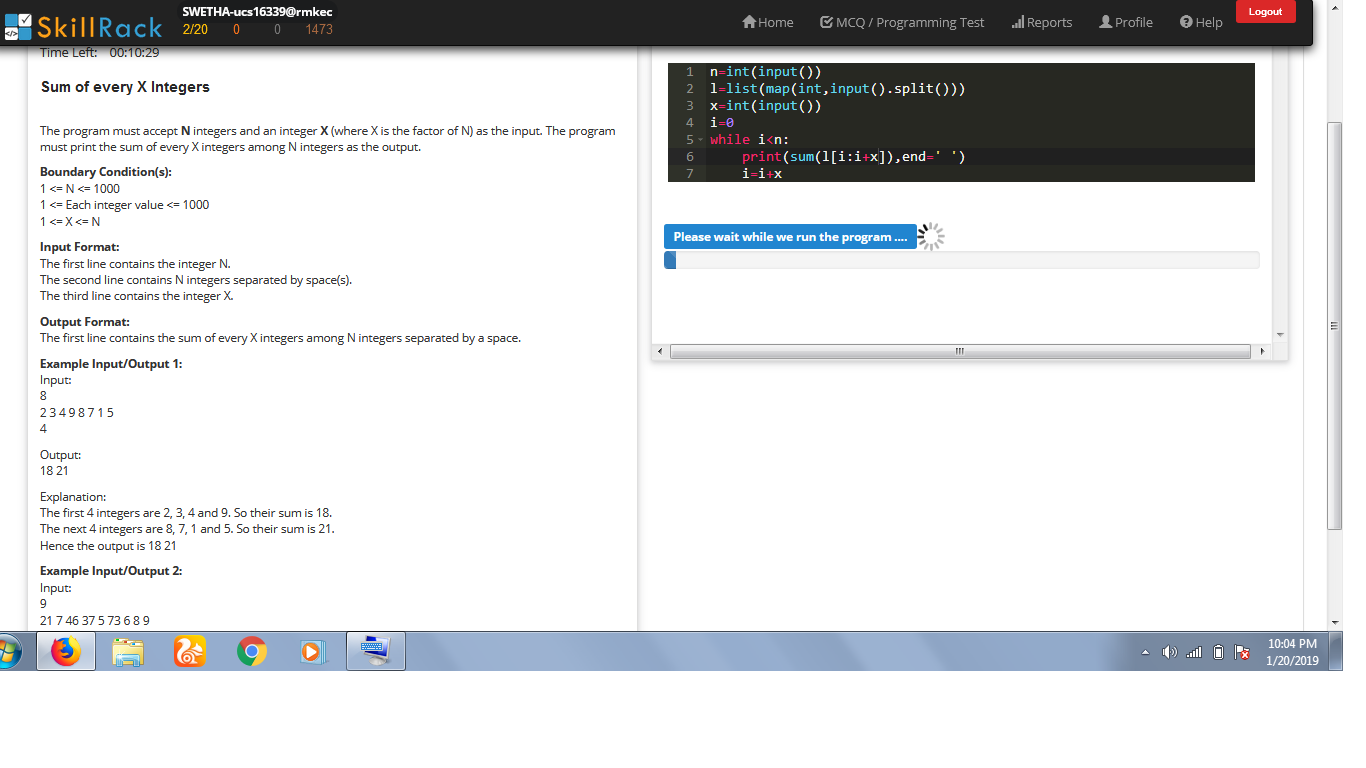 SkillRack
SWETHA-ucs16339@rmkec
2/20 0 0 1473
Home MCQ / Programming Test Reports Profile Help
Logout
Time Left: 00:10:29
Sum of every X Integers
The program must accept N integers and an integer X (where X is the factor of N) as the input. The program
must print the sum of every X integers among N integers as the output.
Boundary Condition(s):
1 <= N <= 1000
1 <= Each integer value <= 1000
1 <= X <= N
Input Format:
The first line contains the integer N.
The second line contains N integers separated by space(s).
The third line contains the integer X.
Output Format:
The first line contains the sum of every X integers among N integers separated by a space.
Example Input/Output 1:
Input:
8
2 3 4 9 8 7 1 5
4
Output:
18 21
Explanation:
The first 4 integers are 2, 3, 4 and 9. So their sum is 18.
The next 4 integers are 8, 7, 1 and 5. So their sum is 21.
Hence the output is 18 21
Example Input/Output 2:
Input:
9
21 7 46 37 5 73 6 8 9
1 n=int(input())
2 l=list(map(int,input().split()))
3 x=int(input())
4 i=0
5 while i<n:
6 print(sum(l[i:i+x]),end=' ')
7 i=i+x
Please wait while we run the program ....
10:04 PM
1/20/2019